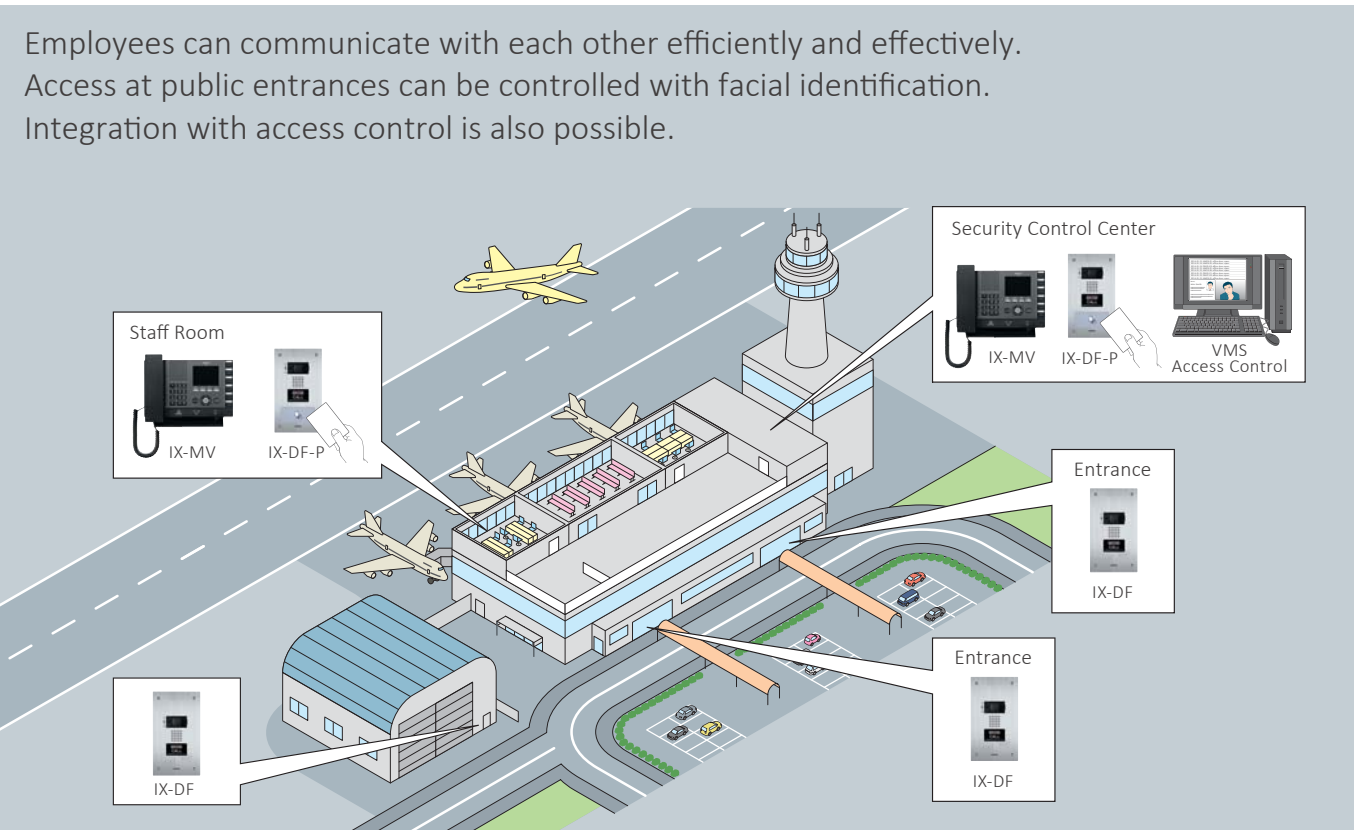 Employees can communicate with each other efficiently and effectively.
Access at public entrances can be controlled with facial identification.
Integration with access control is also possible.
Security Control Center
IX-MV
IX-DF-P
VMS
Access Control
Staff Room
IX-MV
IX-DF-P
Entrance
IX-DF
Entrance
IX-DF
IX-DF